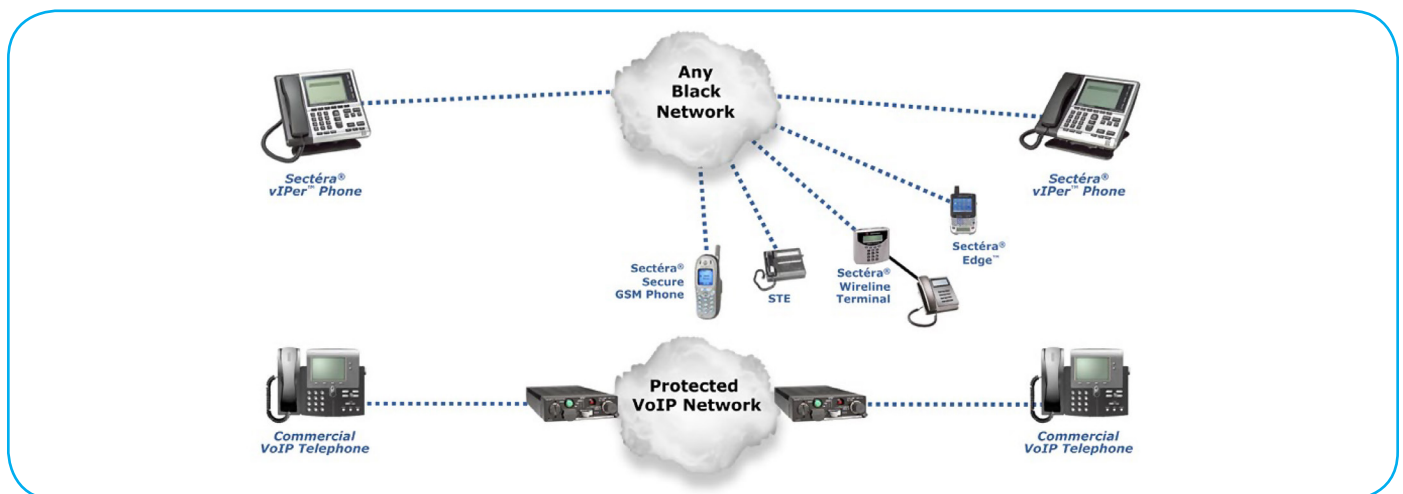 Any
Black
Network
Sectéra®
vIPer™ Phone
Sectéra®
vIPer™ Phone
Sectéra®
Secure
GSM Phone
STE
Sectéra®
Wireline
Terminal
Sectéra®
Edge™
Protected
VoIP Network
Commercial
VoIP Telephone
Commercial
VoIP Telephone